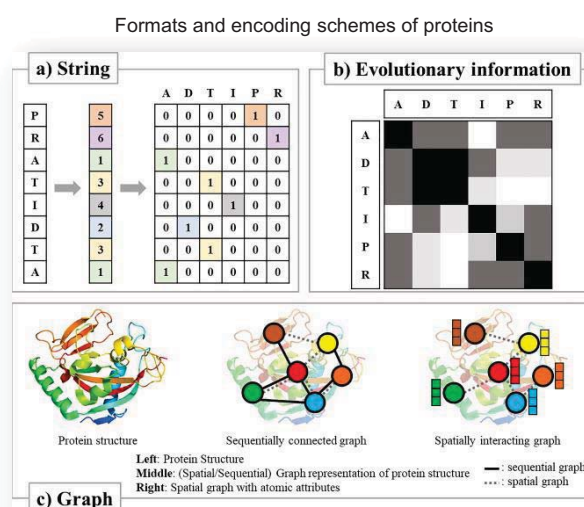 Formats and encoding schemes of proteins
a) String
A D T I P R
P 5 0 0 0 0 1 0
R 6 0 0 0 0 0 1
A 1 1 0 0 0 0 0
T 3 0 0 1 0 0 0
I 4 0 0 0 1 0 0
D 2 0 1 0 0 0 0
T 3 0 0 1 0 0 0
A 1 1 0 0 0 0 0
b) Evolutionary information
A D T I P R
A
D
T
I
P
R
Protein structure
Sequentially connected graph
Spatially interacting graph
Left: Protein Structure
Middle: (Spatial/Sequential) Graph representation of protein structure
Right: Spatial graph with atomic attributes
: sequential graph
: spatial graph
c) Graph